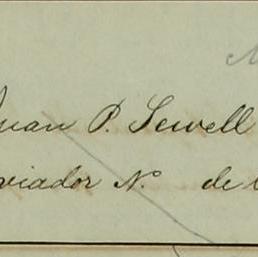 Juan P. Sewell
viador N. de